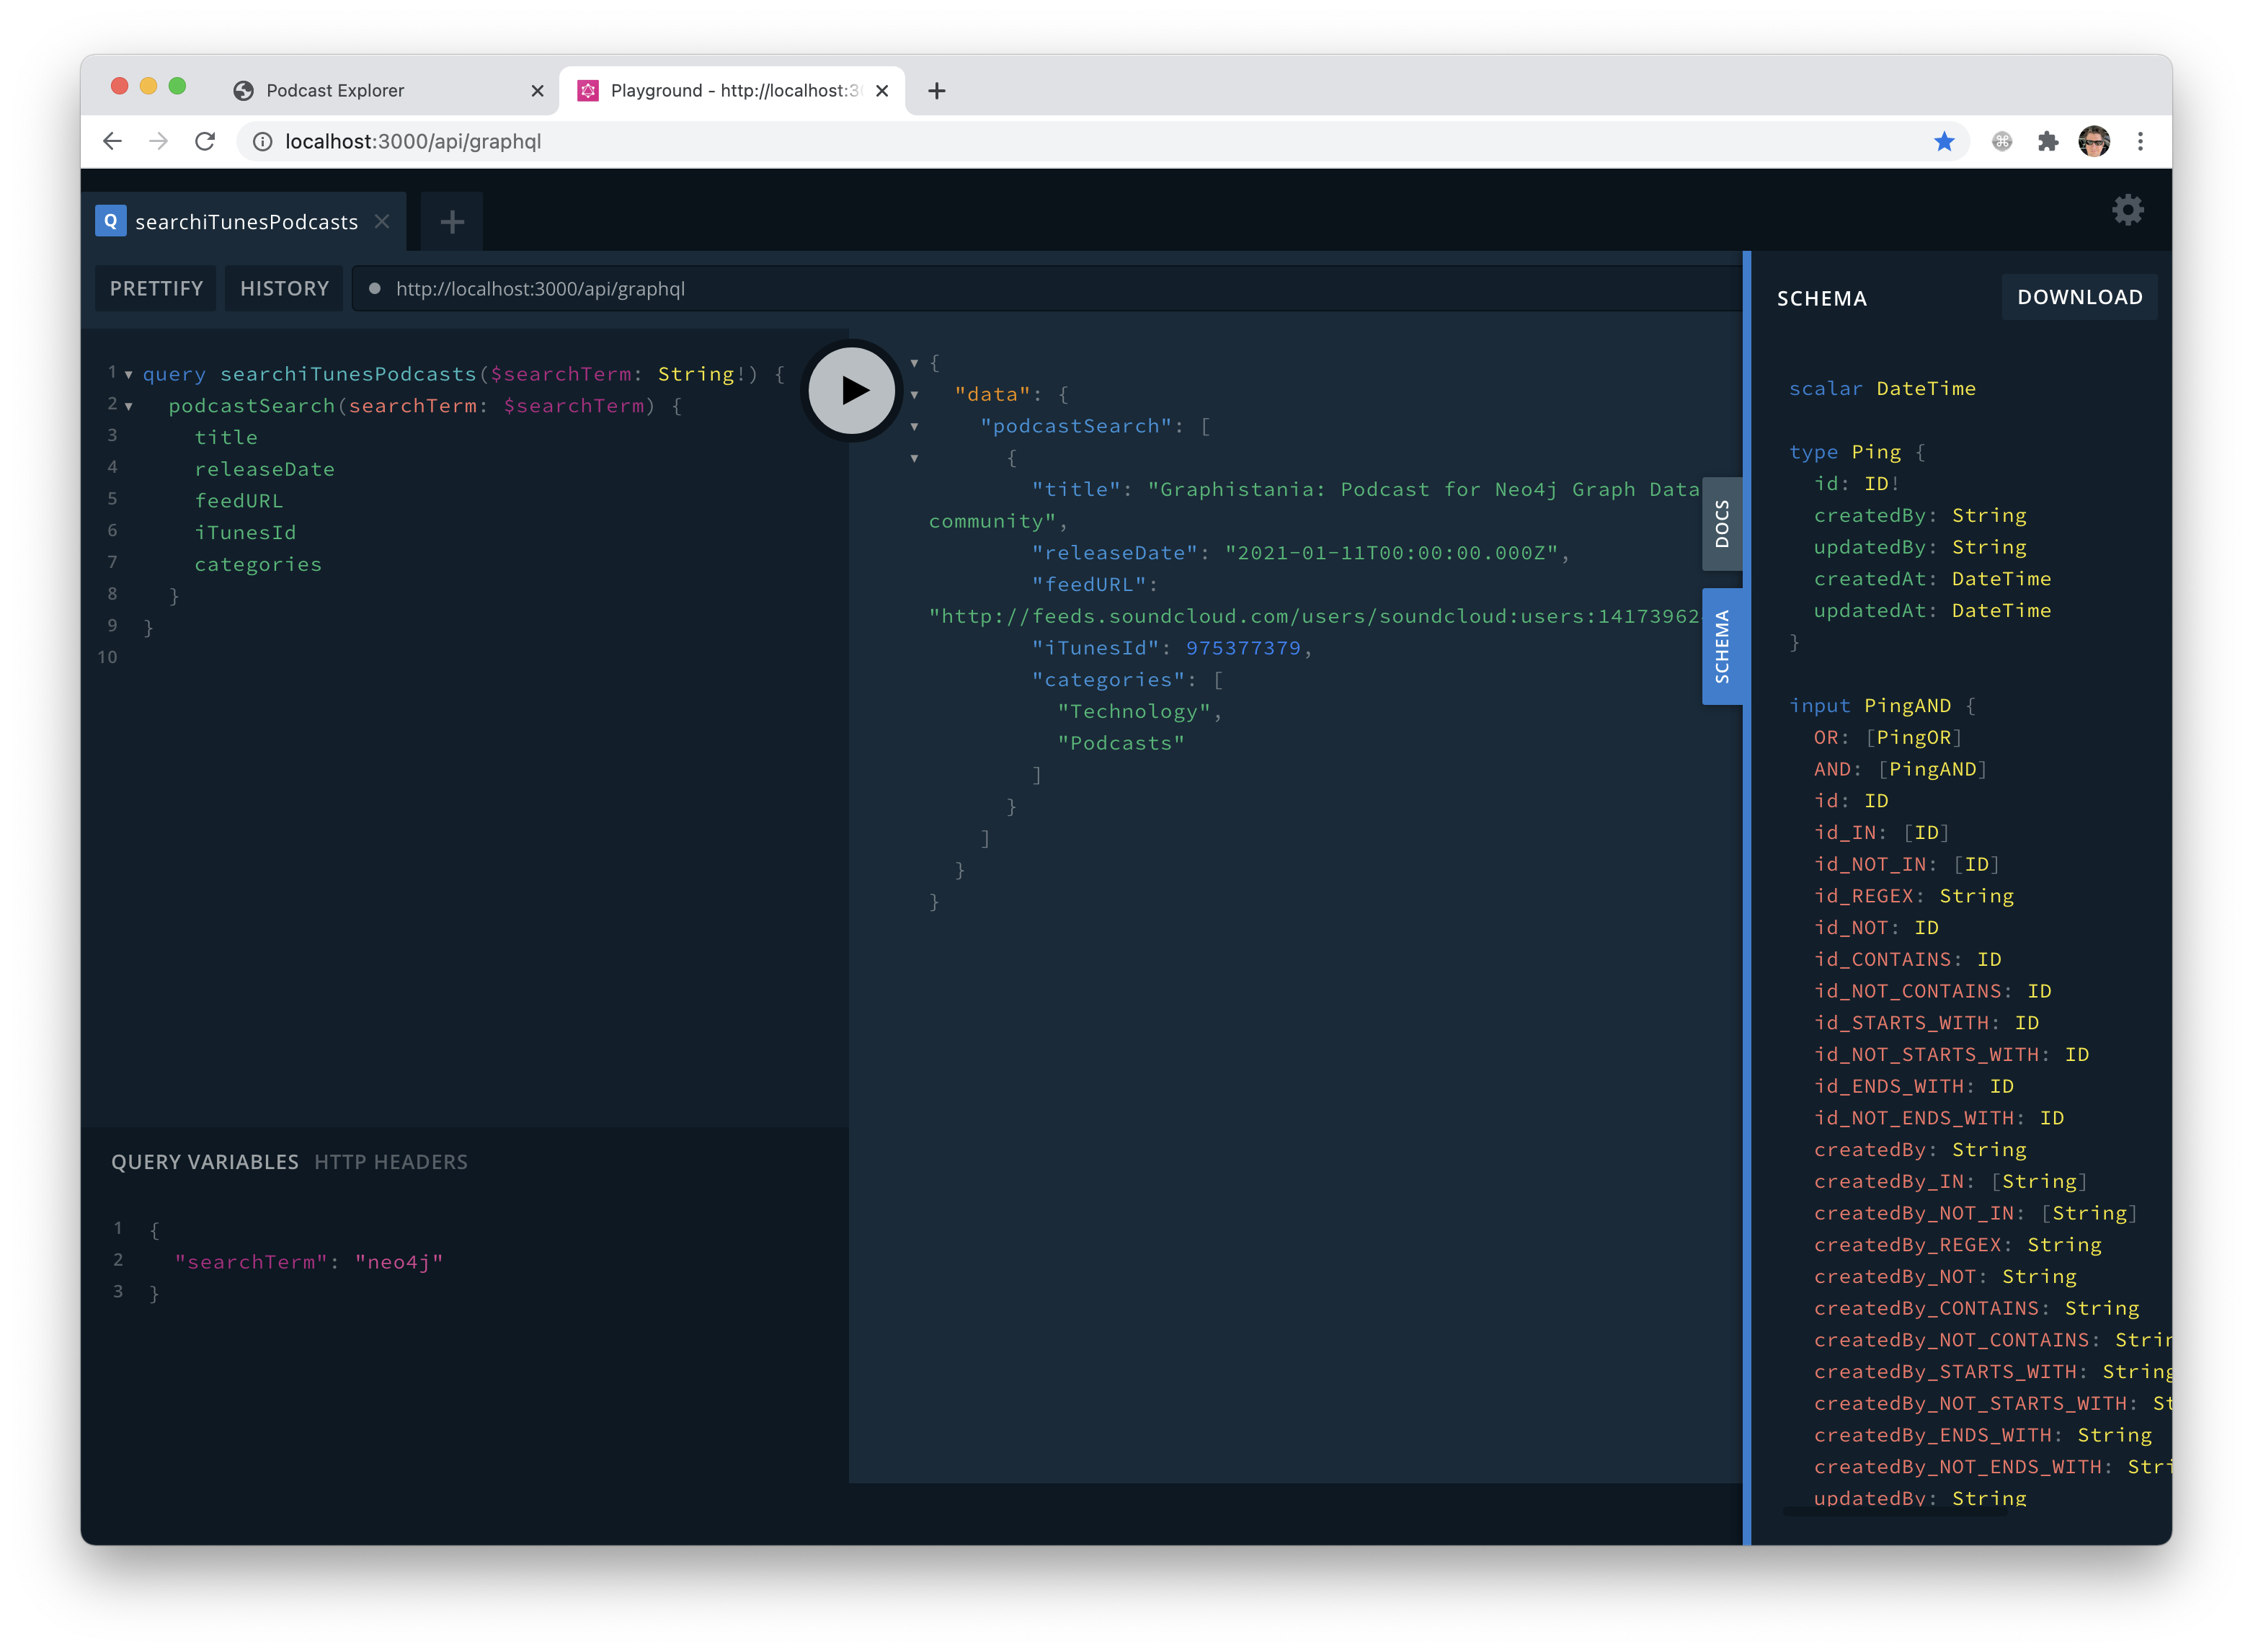 Podcast Explorer
Playground - http://localhost:3
localhost:3000/api/graphql
Q searchiTunesPodcasts
PRETTIFY HISTORY http://localhost:3000/api/graphql
1 query searchiTunesPodcasts($searchTerm: String!) {
2 podcastSearch(searchTerm: $searchTerm) {
3 title
4 releaseDate
5 feedURL
6 iTunesId
7 categories
8 }
9 }
10
QUERY VARIABLES HTTP HEADERS
1 {
2 "searchTerm": "neo4j"
3 }
{
"data": {
"podcastSearch": [
{
"title": "Graphistania: Podcast for Neo4j Graph Data
community",
"releaseDate": "2021-01-11T00:00:00.000Z",
"feedURL":
"http://feeds.soundcloud.com/users/soundcloud:users:14173962
"iTunesId": 975377379,
"categories": [
"Technology",
"Podcasts"
]
}
]
}
}
DOCS
SCHEMA
SCHEMA DOWNLOAD
scalar DateTime
type Ping {
id: ID!
createdBy: String
updatedBy: String
createdAt: DateTime
updatedAt: DateTime
}
input PingAND {
OR: [PingOR]
AND: [PingAND]
id: ID
id_IN: [ID]
id_NOT_IN: [ID]
id_REGEX: String
id_NOT: ID
id_CONTAINS: ID
id_NOT_CONTAINS: ID
id_STARTS_WITH: ID
id_NOT_STARTS_WITH: ID
id_ENDS_WITH: ID
id_NOT_ENDS_WITH: ID
createdBy: String
createdBy_IN: [String]
createdBy_NOT_IN: [String]
createdBy_REGEX: String
createdBy_NOT: String
createdBy_CONTAINS: String
createdBy_NOT_CONTAINS: Strin
createdBy_STARTS_WITH: String
createdBy_NOT_STARTS_WITH: St
createdBy_ENDS_WITH: String
createdBy_NOT_ENDS_WITH: Stri
updatedBy: String